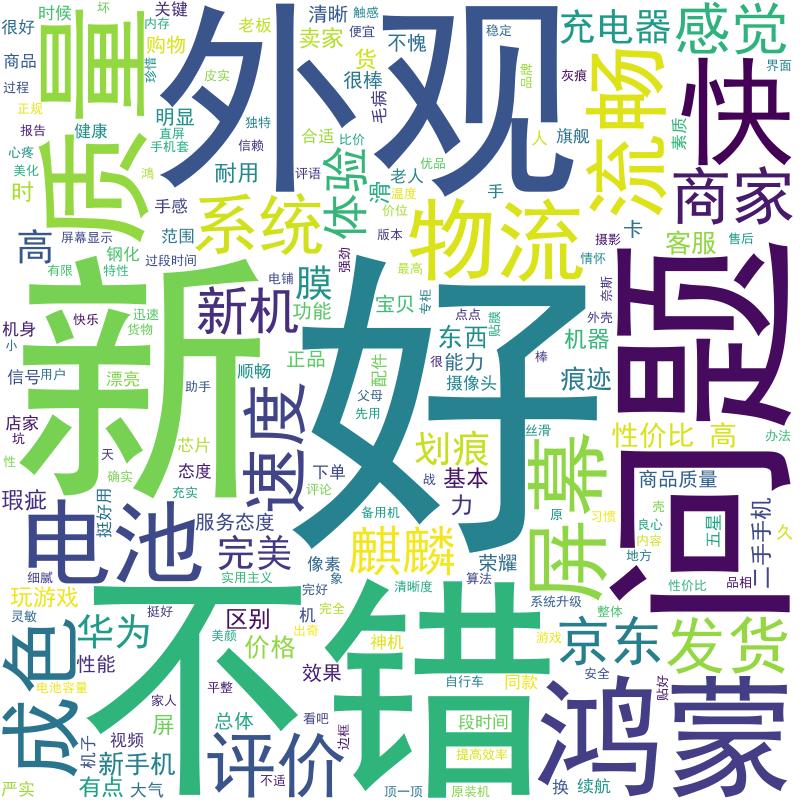 很好
时候
关键
内存
坏
触感
便宜
清晰
老板
卖家
不愧
稳定
充电器
感觉
外观
质量
购物
珍惜
商品
过程
正规
报告
健康
明显
直屏
手机套
皮实
独特
信赖
货
很棒
毛病
合适
比价
品牌
灰痕
流畅
快
界面
素质
人
旗舰
心疼
美化
鸿
耐用
评语
体验
滑
老人
优品
温度
价位
手
商家
时
手感
系统
物流
版本
卡
摄影
客服
售后
高
屏幕显示
范围
钢化
过段时间
有限
特性
强劲
最高
情怀
新
好
问题
电铺
膜
功能
新机
宝贝
专柜
点点
贴膜
奈斯
外壳
机身
快乐
迅速
货物
小
东西
机器
正品
配件
很
能力
棒
摄像头
痕迹
信号
用户
漂亮
助手
顺畅
父母
先用
速度
店家
坑
芯片
划痕
丝滑
性价比
高
办法
性
天
确实
态度
下单
评论
战
基本
力
屏幕
商品质量
瑕疵
挺好用
充实
备用机
原
习惯
壳
良心
内容
地方
五星
二手手机
久
电池
服务态度
完美
像素
象
麒麟
荣耀
细腻
实用主义
完好
清晰度
算法
性价比
品相
玩游戏
灵敏
挺好
机
完全
系统升级
整体
成色
华为
区别
美颜
价格
出奇
神机
游戏
京东
发货
不错
性能
效果
自行车
同款
安全
贴好
电池容量
家人
平整
屏
总体
看吧
边框
段时间
鸿蒙
机子
视频
新手机
评价
提高效率
严实
有点
大气
不适
顶一顶
原装机
换
续航